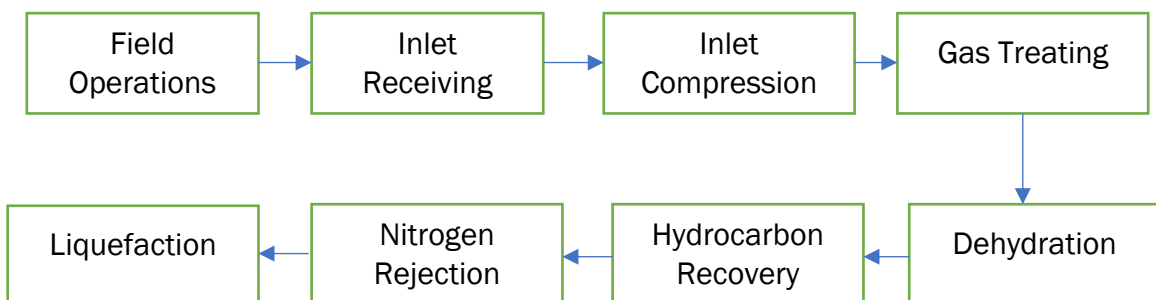 Field
Operations
Inlet
Receiving
Inlet
Compression
Gas Treating
Liquefaction
Nitrogen
Rejection
Hydrocarbon
Recovery
Dehydration